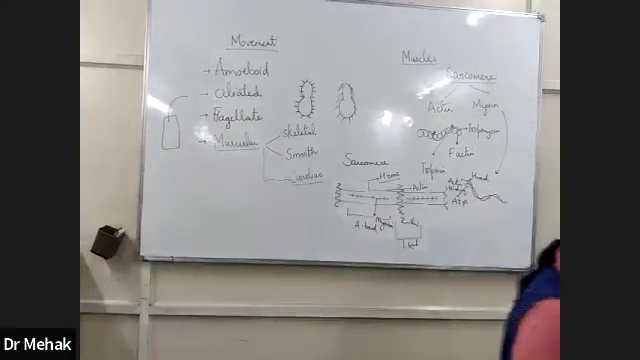 Movement
→ Amoeboid
→ Ciliated
→ Flagellate
→ Muscular
Skeletal
Smooth
Cardiac
Muscles
Sarcomere
Actin
Myosin
F actin
Troponin
Sarcomere
H zone
Actin
A-band
I band
Head
ATP
Dr Mehak